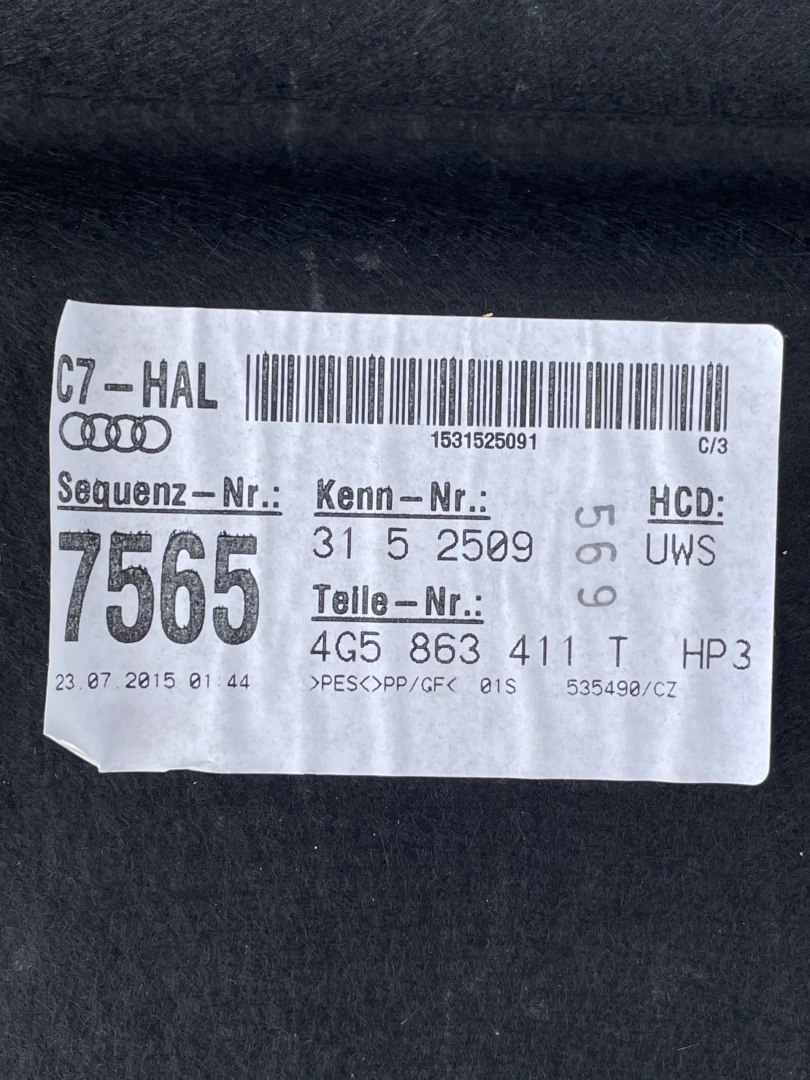 C7-HAL
1531525091
C/3
Sequenz-Nr.:
Kenn-Nr.:
HCD:
7565
31 5 2509
569
UWS
Teile-Nr.:
4G5 863 411 T HP3
23.07.2015 01:44
>PES<>PP/GF< 01S 535490/CZ